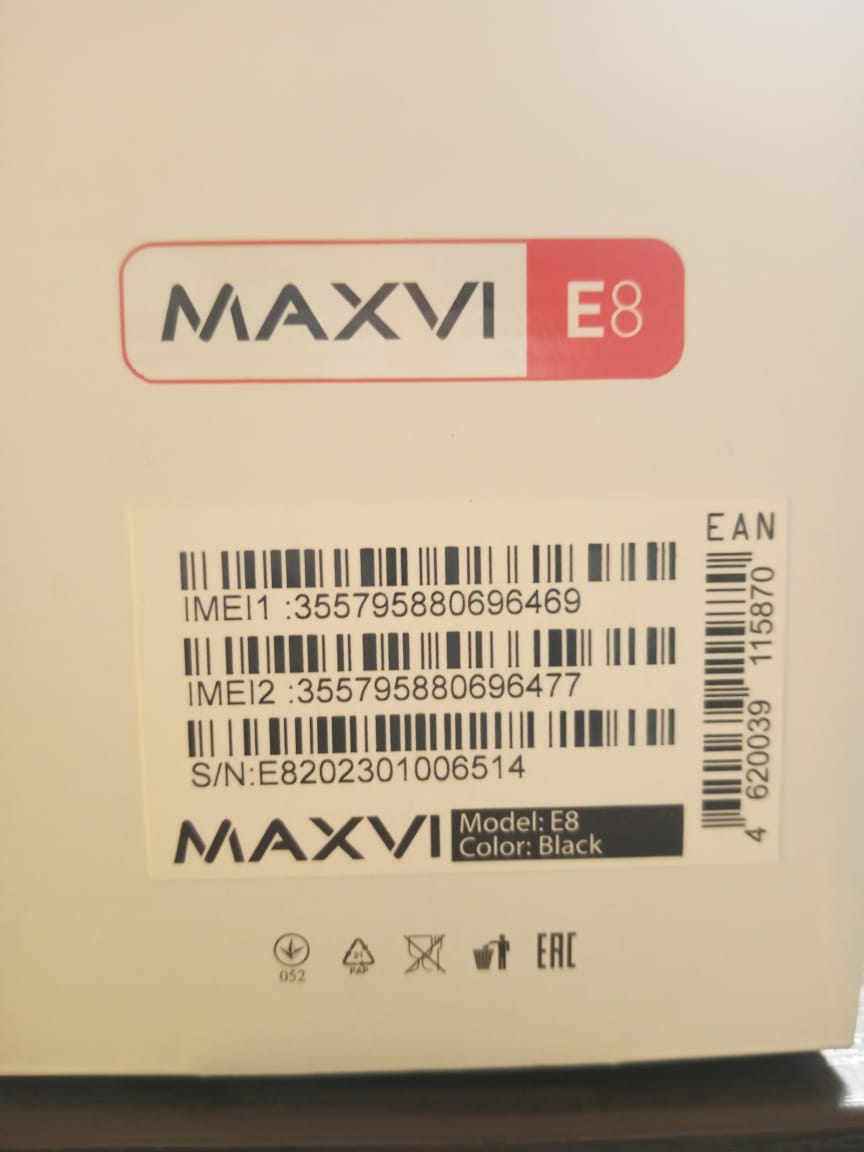 MAXVI E8
EAN
IMEI1 :355795880696469
IMEI2 :355795880696477
S/N:E8202301006514
4 620039 115870
MAXVI
Model: E8
Color: Black
052
21
PAP
EAC